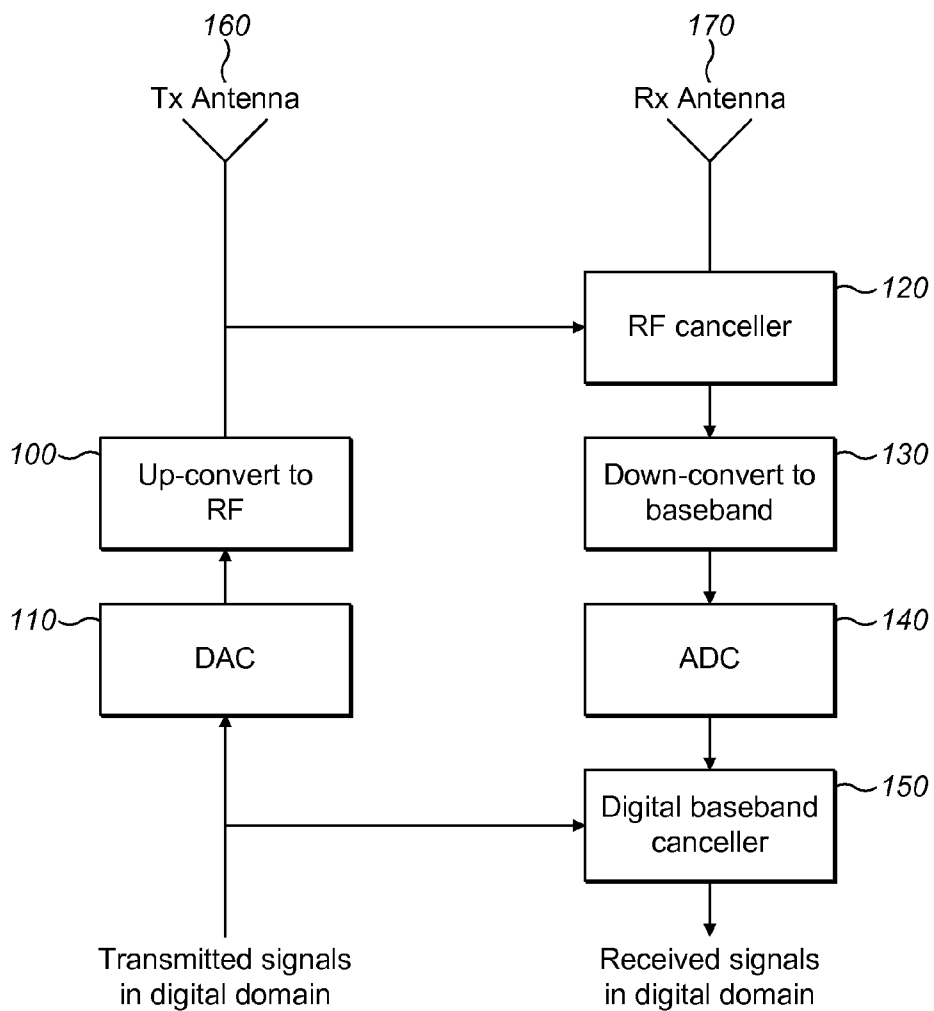 160
170
Tx Antenna
Rx Antenna
120
RF canceller
100
Up-convert to
RF
130
Down-convert to
baseband
110
DAC
140
ADC
150
Digital baseband
canceller
Transmitted signals
in digital domain
Received signals
in digital domain